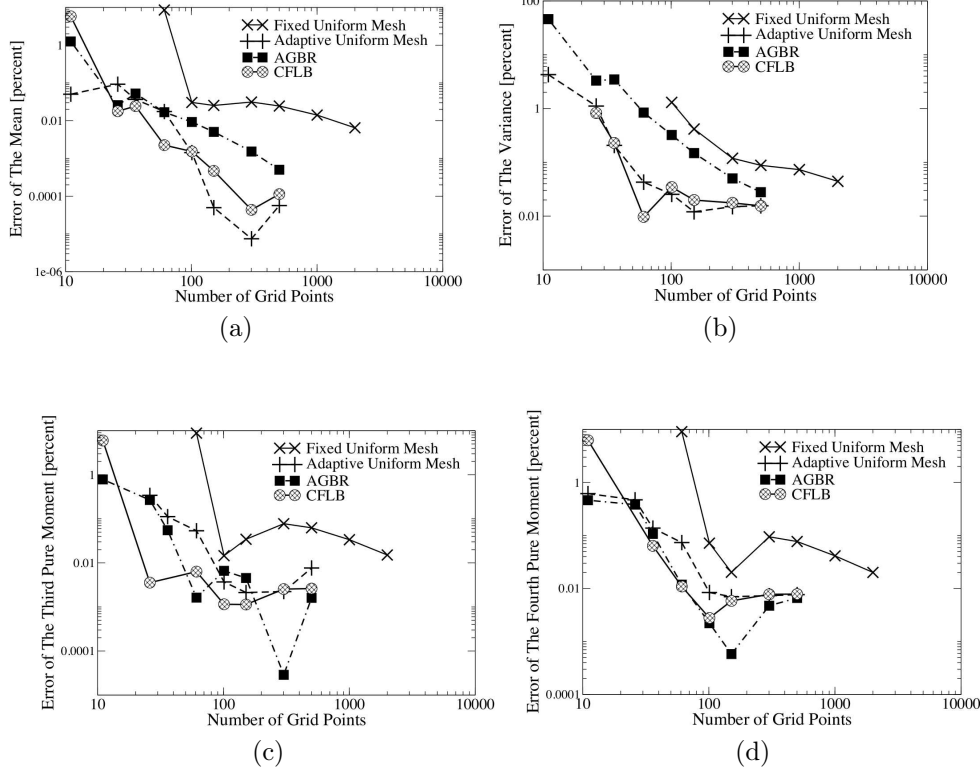 Error of The Mean [percent]
1
0.01
0.0001
1e-06
10
100
1000
10000
Number of Grid Points
Fixed Uniform Mesh
Adaptive Uniform Mesh
AGBR
CFLB
(a)
Error of The Variance [percent]
100
1
0.01
10
100
1000
10000
Number of Grid Points
Fixed Uniform Mesh
Adaptive Uniform Mesh
AGBR
CFLB
(b)
Error of The Third Pure Moment [percent]
1
0.01
0.0001
10
100
1000
10000
Number of Grid Points
Fixed Uniform Mesh
Adaptive Uniform Mesh
AGBR
CFLB
(c)
Error of The Fourth Pure Moment [percent]
1
0.01
0.0001
10
100
1000
10000
Number of Grid Points
Fixed Uniform Mesh
Adaptive Uniform Mesh
AGBR
CFLB
(d)